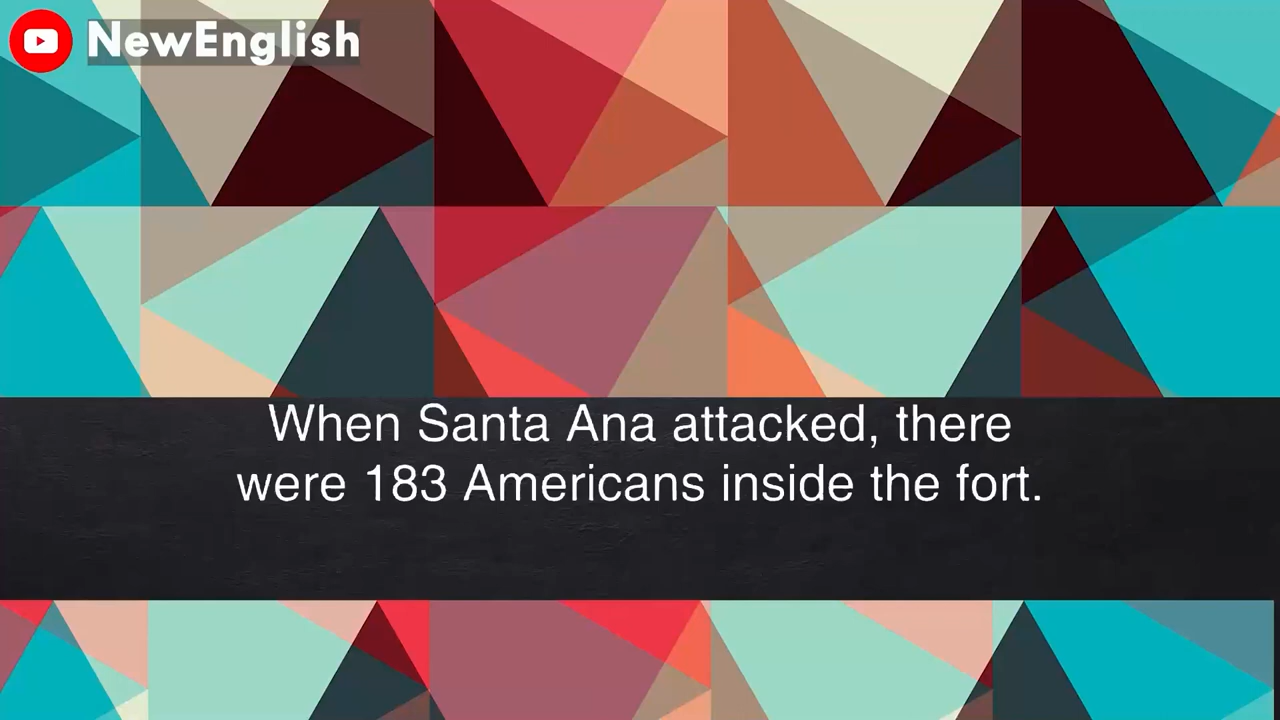 NewEnglish
When Santa Ana attacked, there
were 183 Americans inside the fort.